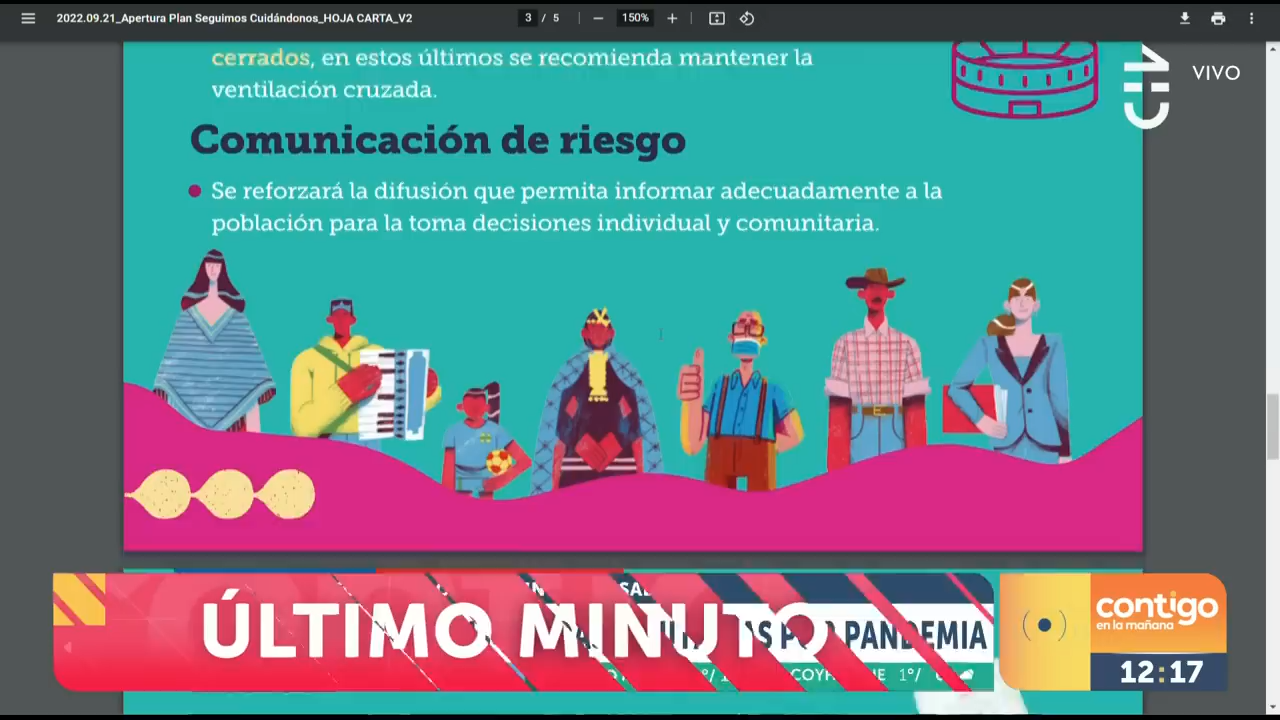 2022.09.21_Apertura Plan Seguimos Cuidándonos_HOJA CARTA_V2
3 / 5
150%
cerrados, en estos últimos se recomienda mantener la
ventilación cruzada.
VIVO
Comunicación de riesgo
Se reforzará la difusión que permita informar adecuadamente a la
población para la toma decisiones individual y comunitaria.
ÚLTIMO MINUTO
PANDEMIA
1°/
contigo
en la mañana
12:17